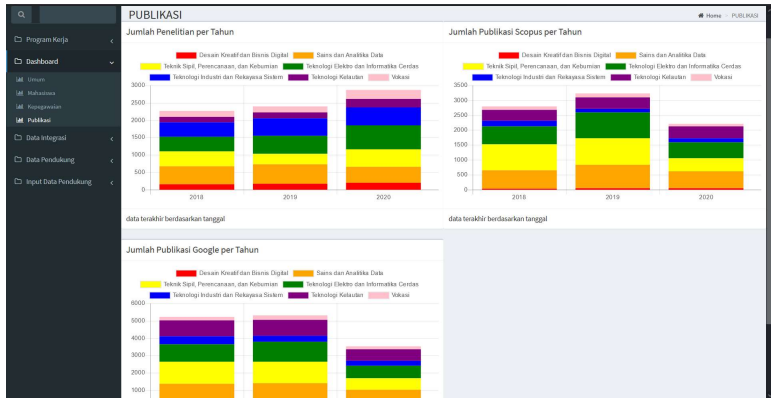 PUBLIKASI
Home > PUBLIKASI
Program Kerja
Dashboard
Umum
Mahasiswa
Kepegawaian
Publikasi
Data Integrasi
Data Pendukung
Input Data Pendukung
Jumlah Penelitian per Tahun
Desain Kreatif dan Bisnis Digital Sains dan Analitika Data
Teknik Sipil, Perencanaan, dan Kebumian Teknologi Elektro dan Informatika Cerdas
Teknologi Industri dan Rekayasa Sistem Teknologi Kelautan Vokasi
3000
2500
2000
1500
1000
500
0
2018 2019 2020
data terakhir berdasarkan tanggal
Jumlah Publikasi Scopus per Tahun
Desain Kreatif dan Bisnis Digital Sains dan Analitika Data
Teknik Sipil, Perencanaan, dan Kebumian Teknologi Elektro dan Informatika Cerdas
Teknologi Industri dan Rekayasa Sistem Teknologi Kelautan Vokasi
3500
3000
2500
2000
1500
1000
500
0
2018 2019 2020
data terakhir berdasarkan tanggal
Jumlah Publikasi Google per Tahun
Desain Kreatif dan Bisnis Digital Sains dan Analitika Data
Teknik Sipil, Perencanaan, dan Kebumian Teknologi Elektro dan Informatika Cerdas
Teknologi Industri dan Rekayasa Sistem Teknologi Kelautan Vokasi
6000
5000
4000
3000
2000
1000